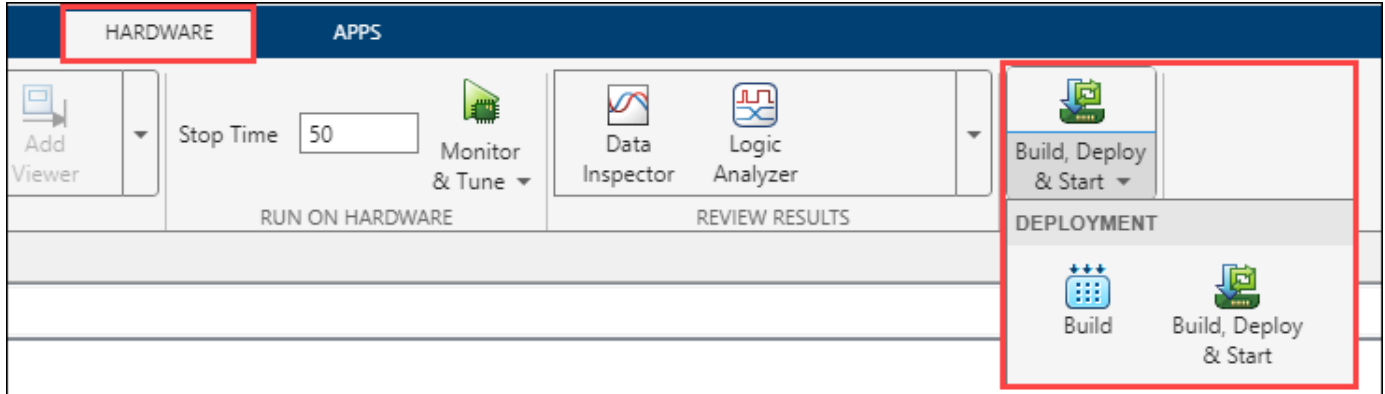 HARDWARE
APPS
Add
Viewer
Stop Time
50
Monitor
& Tune
RUN ON HARDWARE
Data
Inspector
Logic
Analyzer
REVIEW RESULTS
Build, Deploy
& Start
DEPLOYMENT
Build
Build, Deploy
& Start